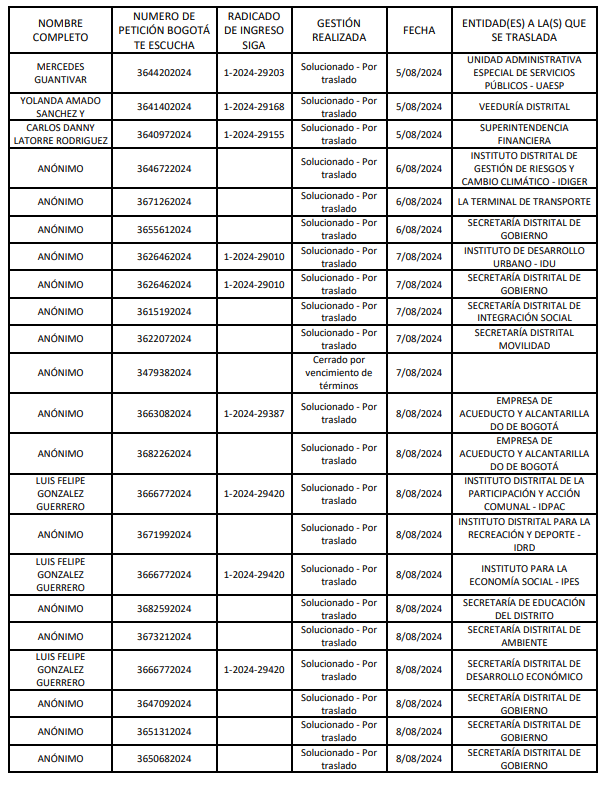 NOMBRE COMPLETO | NUMERO DE PETICIÓN BOGOTÁ TE ESCUCHA | RADICADO DE INGRESO SIGA | GESTIÓN REALIZADA | FECHA | ENTIDAD(ES) A LA(S) QUE SE TRASLADA
MERCEDES GUANTIVAR | 3644202024 | 1-2024-29203 | Solucionado - Por traslado | 5/08/2024 | UNIDAD ADMINISTRATIVA ESPECIAL DE SERVICIOS PÚBLICOS - UAESP
YOLANDA AMADO SANCHEZ Y | 3641402024 | 1-2024-29168 | Solucionado - Por traslado | 5/08/2024 | VEEDURÍA DISTRITAL
CARLOS DANNY LATORRE RODRIGUEZ | 3640972024 | 1-2024-29155 | Solucionado - Por traslado | 5/08/2024 | SUPERINTENDENCIA FINANCIERA
ANÓNIMO | 3646722024 | | Solucionado - Por traslado | 6/08/2024 | INSTITUTO DISTRITAL DE GESTIÓN DE RIESGOS Y CAMBIO CLIMÁTICO - IDIGER
ANÓNIMO | 3671262024 | | Solucionado - Por traslado | 6/08/2024 | LA TERMINAL DE TRANSPORTE
ANÓNIMO | 3655612024 | | Solucionado - Por traslado | 6/08/2024 | SECRETARÍA DISTRITAL DE GOBIERNO
ANÓNIMO | 3626462024 | 1-2024-29010 | Solucionado - Por traslado | 7/08/2024 | INSTITUTO DE DESARROLLO URBANO - IDU
ANÓNIMO | 3626462024 | 1-2024-29010 | Solucionado - Por traslado | 7/08/2024 | SECRETARÍA DISTRITAL DE GOBIERNO
ANÓNIMO | 3615192024 | | Solucionado - Por traslado | 7/08/2024 | SECRETARÍA DISTRITAL DE INTEGRACIÓN SOCIAL
ANÓNIMO | 3622072024 | | Solucionado - Por traslado | 7/08/2024 | SECRETARÍA DISTRITAL MOVILIDAD
ANÓNIMO | 3479382024 | | Cerrado por vencimiento de términos | 7/08/2024 |
ANÓNIMO | 3663082024 | 1-2024-29387 | Solucionado - Por traslado | 8/08/2024 | EMPRESA DE ACUEDUCTO Y ALCANTARILLA DO DE BOGOTÁ
ANÓNIMO | 3682262024 | | Solucionado - Por traslado | 8/08/2024 | EMPRESA DE ACUEDUCTO Y ALCANTARILLA DO DE BOGOTÁ
LUIS FELIPE GONZALEZ GUERRERO | 3666772024 | 1-2024-29420 | Solucionado - Por traslado | 8/08/2024 | INSTITUTO DISTRITAL DE LA PARTICIPACIÓN Y ACCIÓN COMUNAL - IDPAC
ANÓNIMO | 3671992024 | | Solucionado - Por traslado | 8/08/2024 | INSTITUTO DISTRITAL PARA LA RECREACIÓN Y DEPORTE - IDRD
LUIS FELIPE GONZALEZ GUERRERO | 3666772024 | 1-2024-29420 | Solucionado - Por traslado | 8/08/2024 | INSTITUTO PARA LA ECONOMÍA SOCIAL - IPES
ANÓNIMO | 3682592024 | | Solucionado - Por traslado | 8/08/2024 | SECRETARÍA DE EDUCACIÓN DEL DISTRITO
ANÓNIMO | 3673212024 | | Solucionado - Por traslado | 8/08/2024 | SECRETARÍA DISTRITAL DE AMBIENTE
LUIS FELIPE GONZALEZ GUERRERO | 3666772024 | 1-2024-29420 | Solucionado - Por traslado | 8/08/2024 | SECRETARÍA DISTRITAL DE DESARROLLO ECONÓMICO
ANÓNIMO | 3647092024 | | Solucionado - Por traslado | 8/08/2024 | SECRETARÍA DISTRITAL DE GOBIERNO
ANÓNIMO | 3651312024 | | Solucionado - Por traslado | 8/08/2024 | SECRETARÍA DISTRITAL DE GOBIERNO
ANÓNIMO | 3650682024 | | Solucionado - Por traslado | 8/08/2024 | SECRETARÍA DISTRITAL DE GOBIERNO